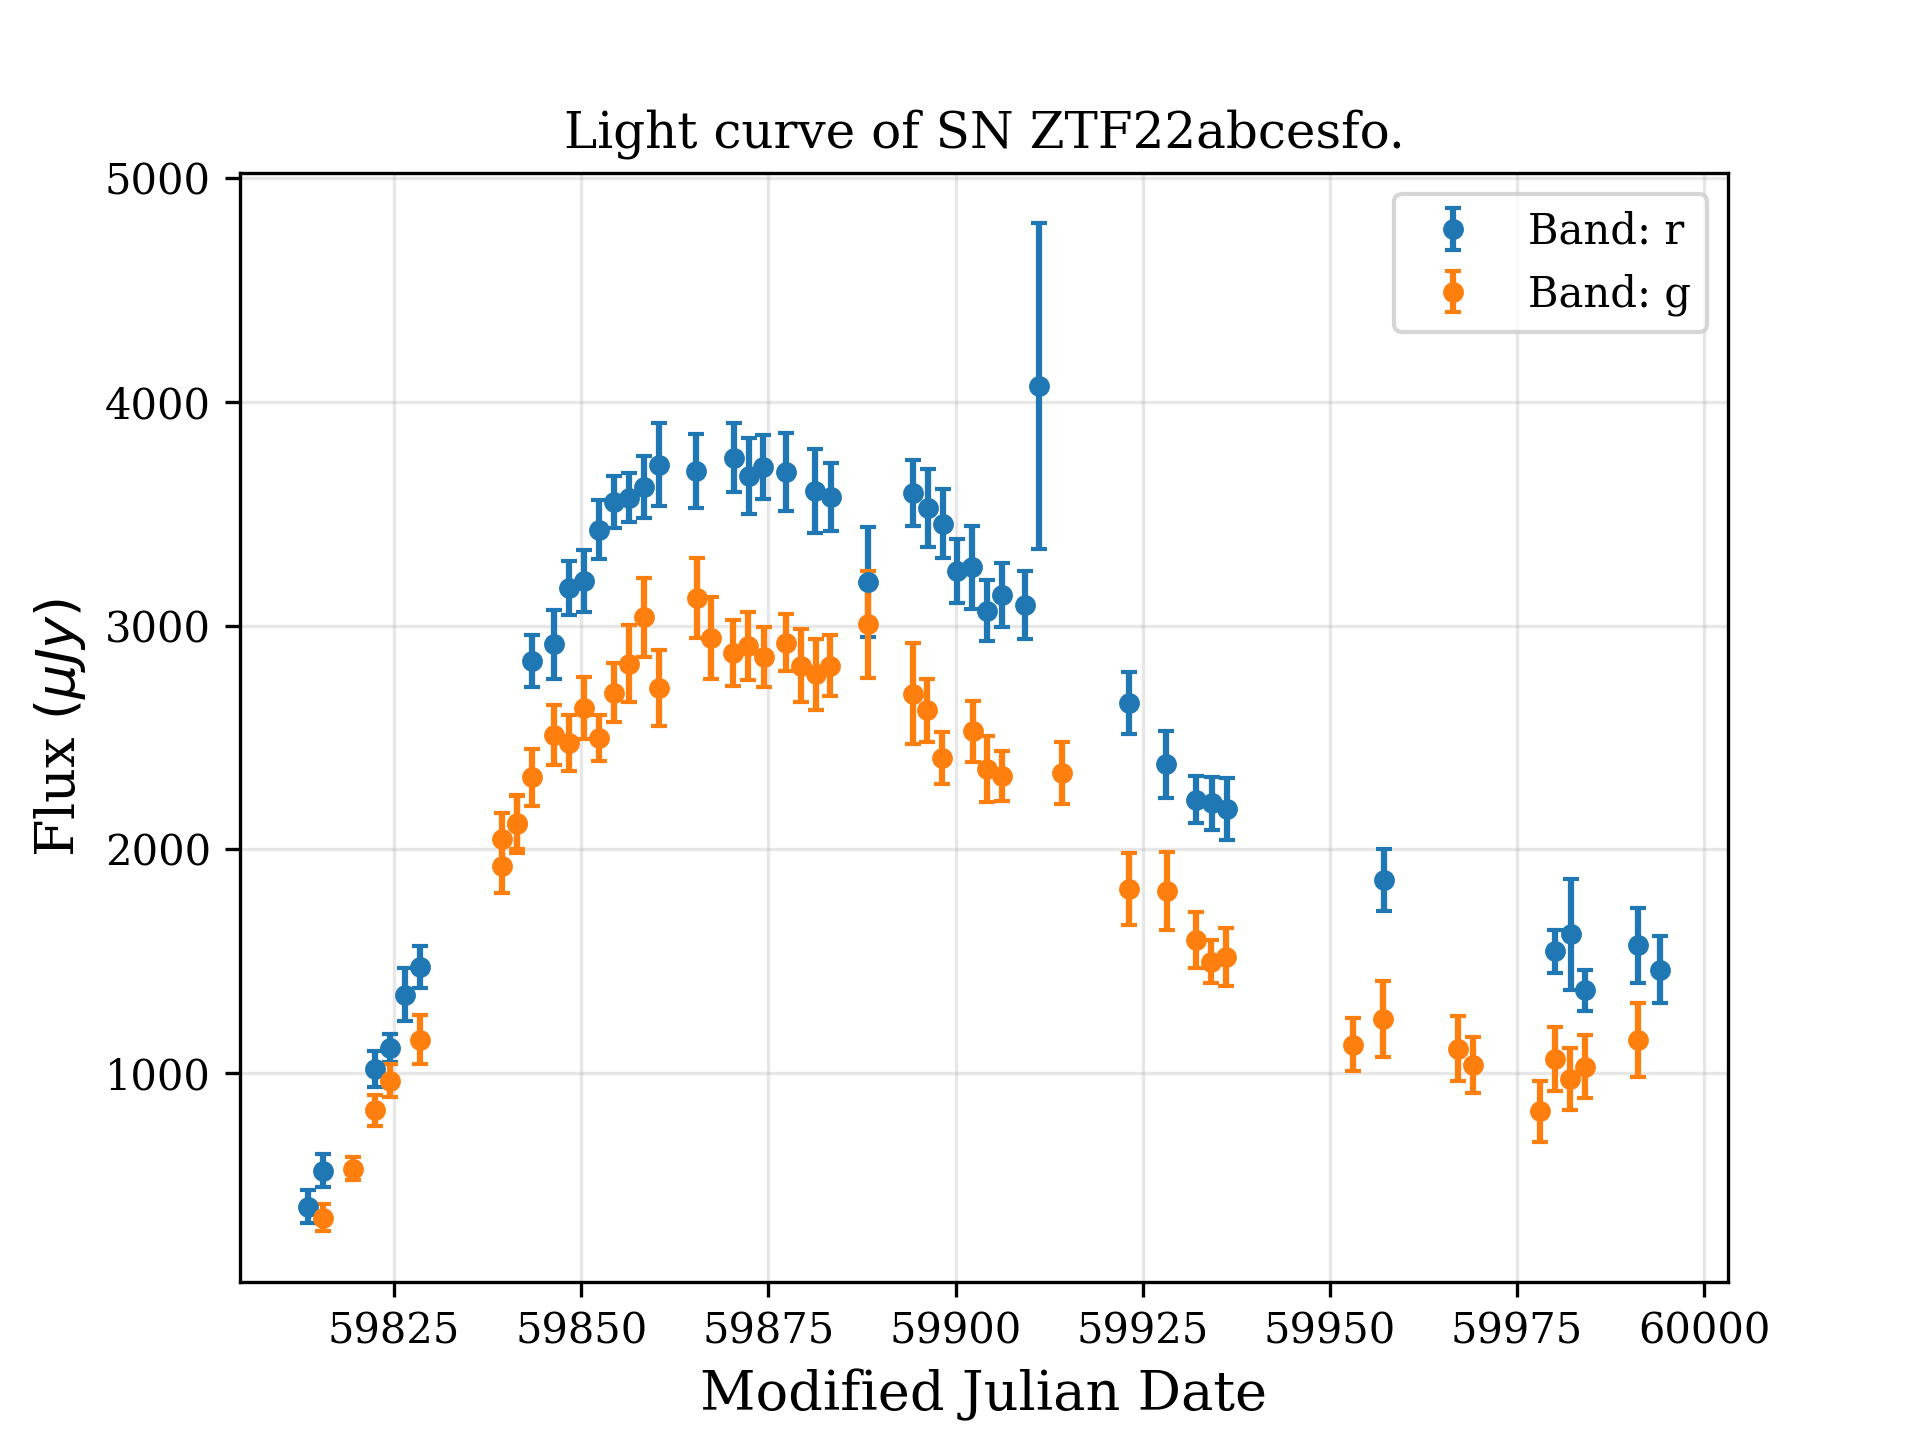 Light curve of SN ZTF22abcesfo.
5000
4000
3000
2000
1000
Flux (μJy)
Band: r
Band: g
59825 59850 59875 59900 59925 59950 59975 60000
Modified Julian Date